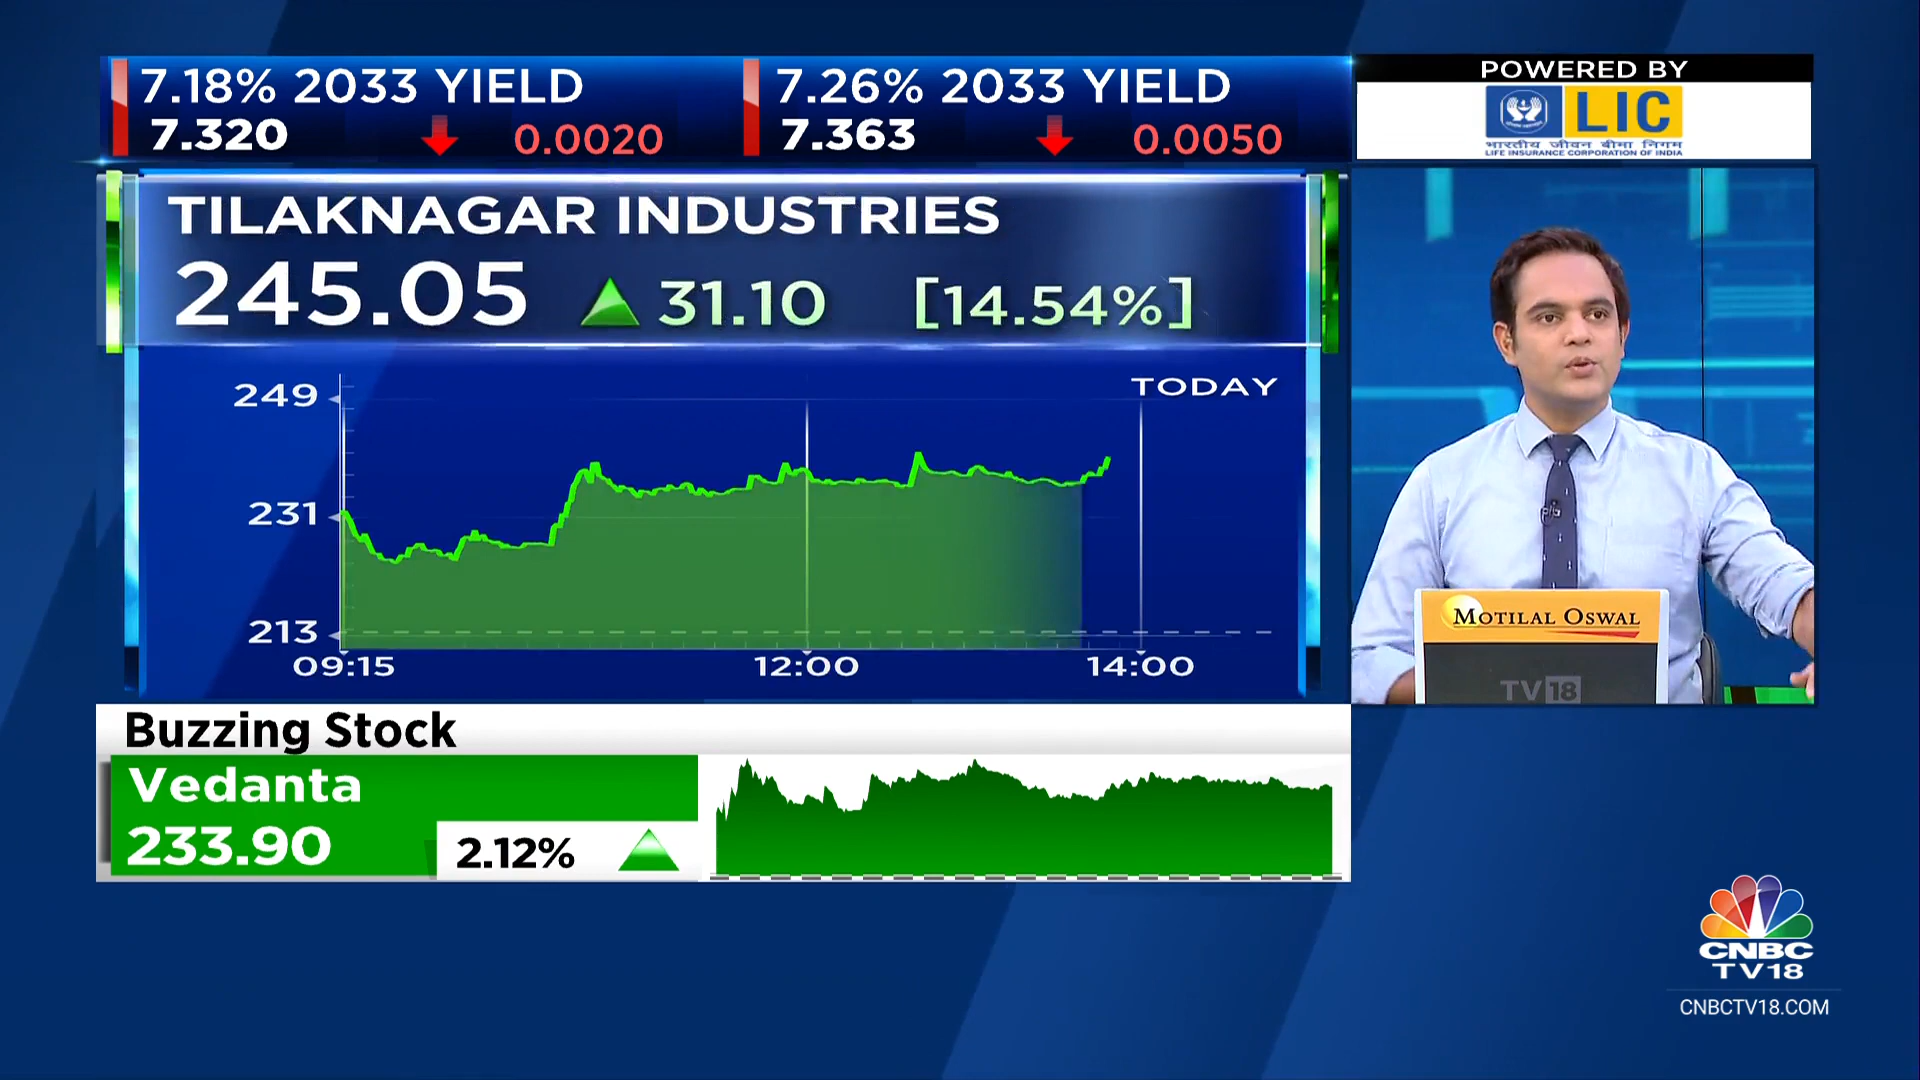 7.18% 2033 YIELD
7.320 0.0020
7.26% 2033 YIELD
7.363 0.0050
POWERED BY
LIC
भारतीय जीवन बीमा निगम
LIFE INSURANCE CORPORATION OF INDIA
TILAKNAGAR INDUSTRIES
245.05 31.10 [14.54%]
TODAY
249
231
213
09:15 12:00 14:00
MOTILAL OSWAL
TV18
Buzzing Stock
Vedanta
233.90 2.12%
CNBC
TV18
CNBCTV18.COM